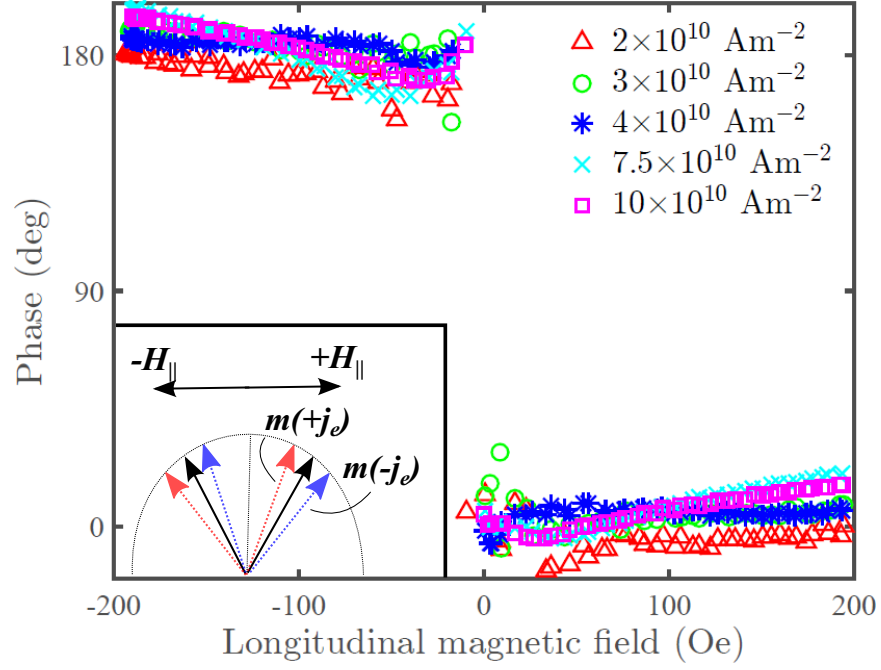 180
90
0
-200
-100
0
100
200
Phase (deg)
Longitudinal magnetic field (Oe)
2×10¹⁰ Am⁻²
3×10¹⁰ Am⁻²
4×10¹⁰ Am⁻²
7.5×10¹⁰ Am⁻²
10×10¹⁰ Am⁻²
-H∥
+H∥
m(+jₑ)
m(-jₑ)